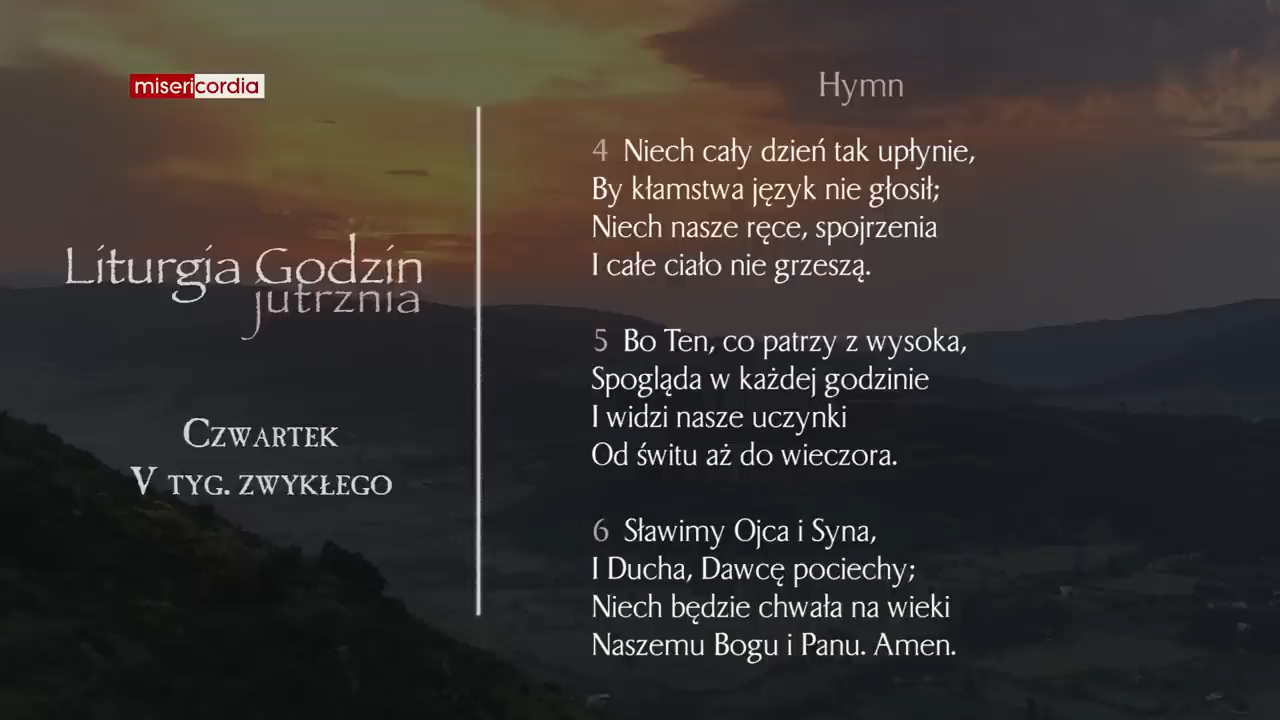 misericordia
Liturgia Godzin
jutrznia
Czwartek
V tyg. zwykłego
Hymn
4 Niech cały dzień tak upłynie,
By kłamstwa język nie głosił;
Niech nasze ręce, spojrzenia
I całe ciało nie grzeszą.
5 Bo Ten, co patrzy z wysoka,
Spogląda w każdej godzinie
I widzi nasze uczynki
Od świtu aż do wieczora.
6 Sławimy Ojca i Syna,
I Ducha, Dawcę pociechy;
Niech będzie chwała na wieki
Naszemu Bogu i Panu. Amen.